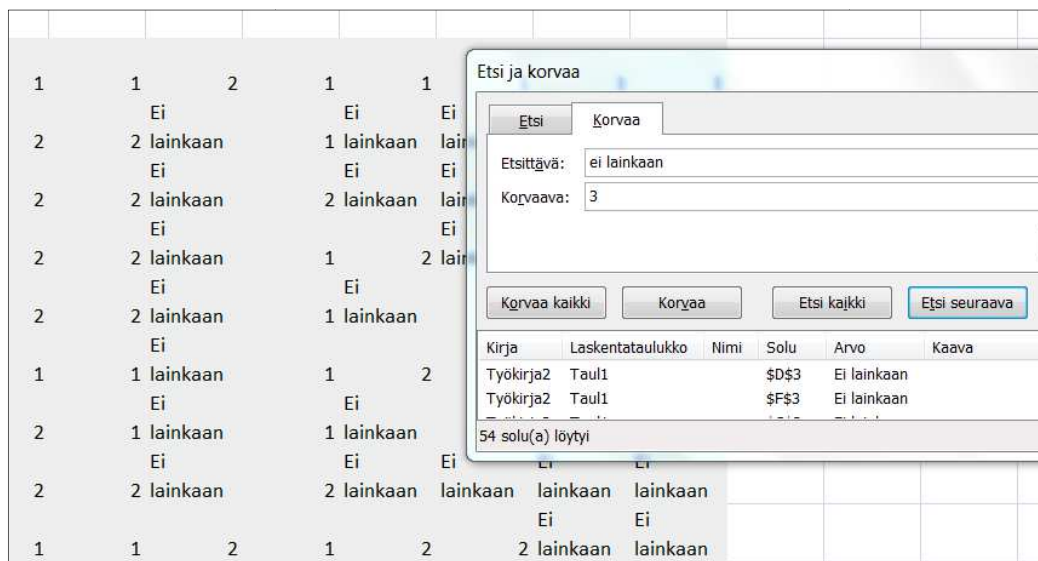 1 1 2 1 1
Ei Ei Ei
2 2 lainkaan 1 lainkaan
Ei Ei Ei
2 2 lainkaan 2 lainkaan
Ei Ei
2 2 lainkaan 1 2
Ei Ei
2 2 lainkaan 1 lainkaan
Ei
1 1 lainkaan 1 2
Ei Ei
2 1 lainkaan 1 lainkaan
Ei Ei Ei Ei Ei
2 2 lainkaan 2 lainkaan lainkaan lainkaan lainkaan
Ei Ei
1 1 2 1 2 2 lainkaan lainkaan
Etsi ja korvaa
Etsi Korvaa
Etsittävä: ei lainkaan
Korvaava: 3
Korvaa kaikki Korvaa Etsi kaikki Etsi seuraava
Kirja Laskentataulukko Nimi Solu Arvo Kaava
Työkirja2 Taul1 $D$3 Ei lainkaan
Työkirja2 Taul1 $F$3 Ei lainkaan
54 solu(a) löytyi